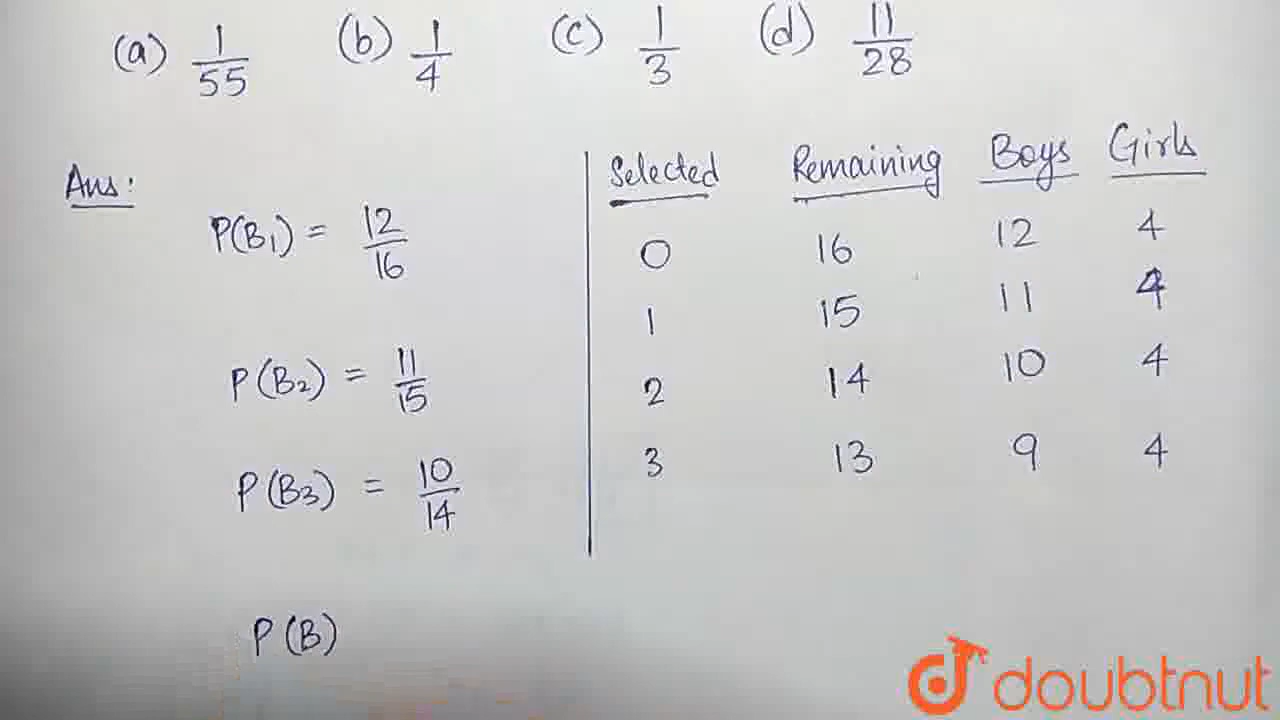 (a) 1/55 (b) 1/4 (c) 1/3 (d) 11/28
Ans:
P(B₁) = 12/16
P(B₂) = 11/15
P(B₃) = 10/14
P(B)
Selected Remaining Boys Girls
0 16 12 4
1 15 11 4
2 14 10 4
3 13 9 4
doubtnut